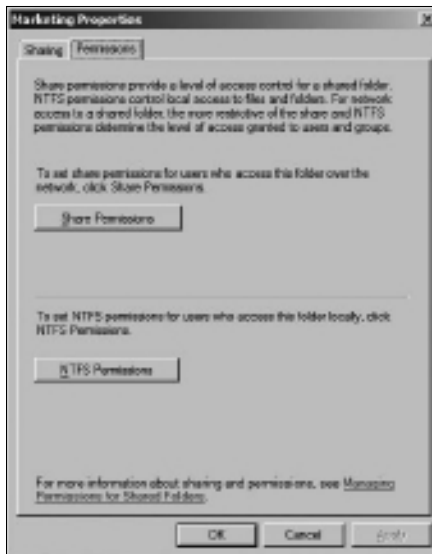 Marketing Properties
Sharing Permissions
Share permissions provide a level of access control for a shared folder.
NTFS permissions control local access to files and folders. For network
access to a shared folder, the more restrictive of the share and NTFS
permissions determine the level of access granted to users and groups.
To set share permissions for users who access this folder over the
network, click Share Permissions.
Share Permissions
To set NTFS permissions for users who access this folder locally, click
NTFS Permissions.
NTFS Permissions
For more information about sharing and permissions, see Managing
Permissions for Shared Folders.
OK Cancel Apply